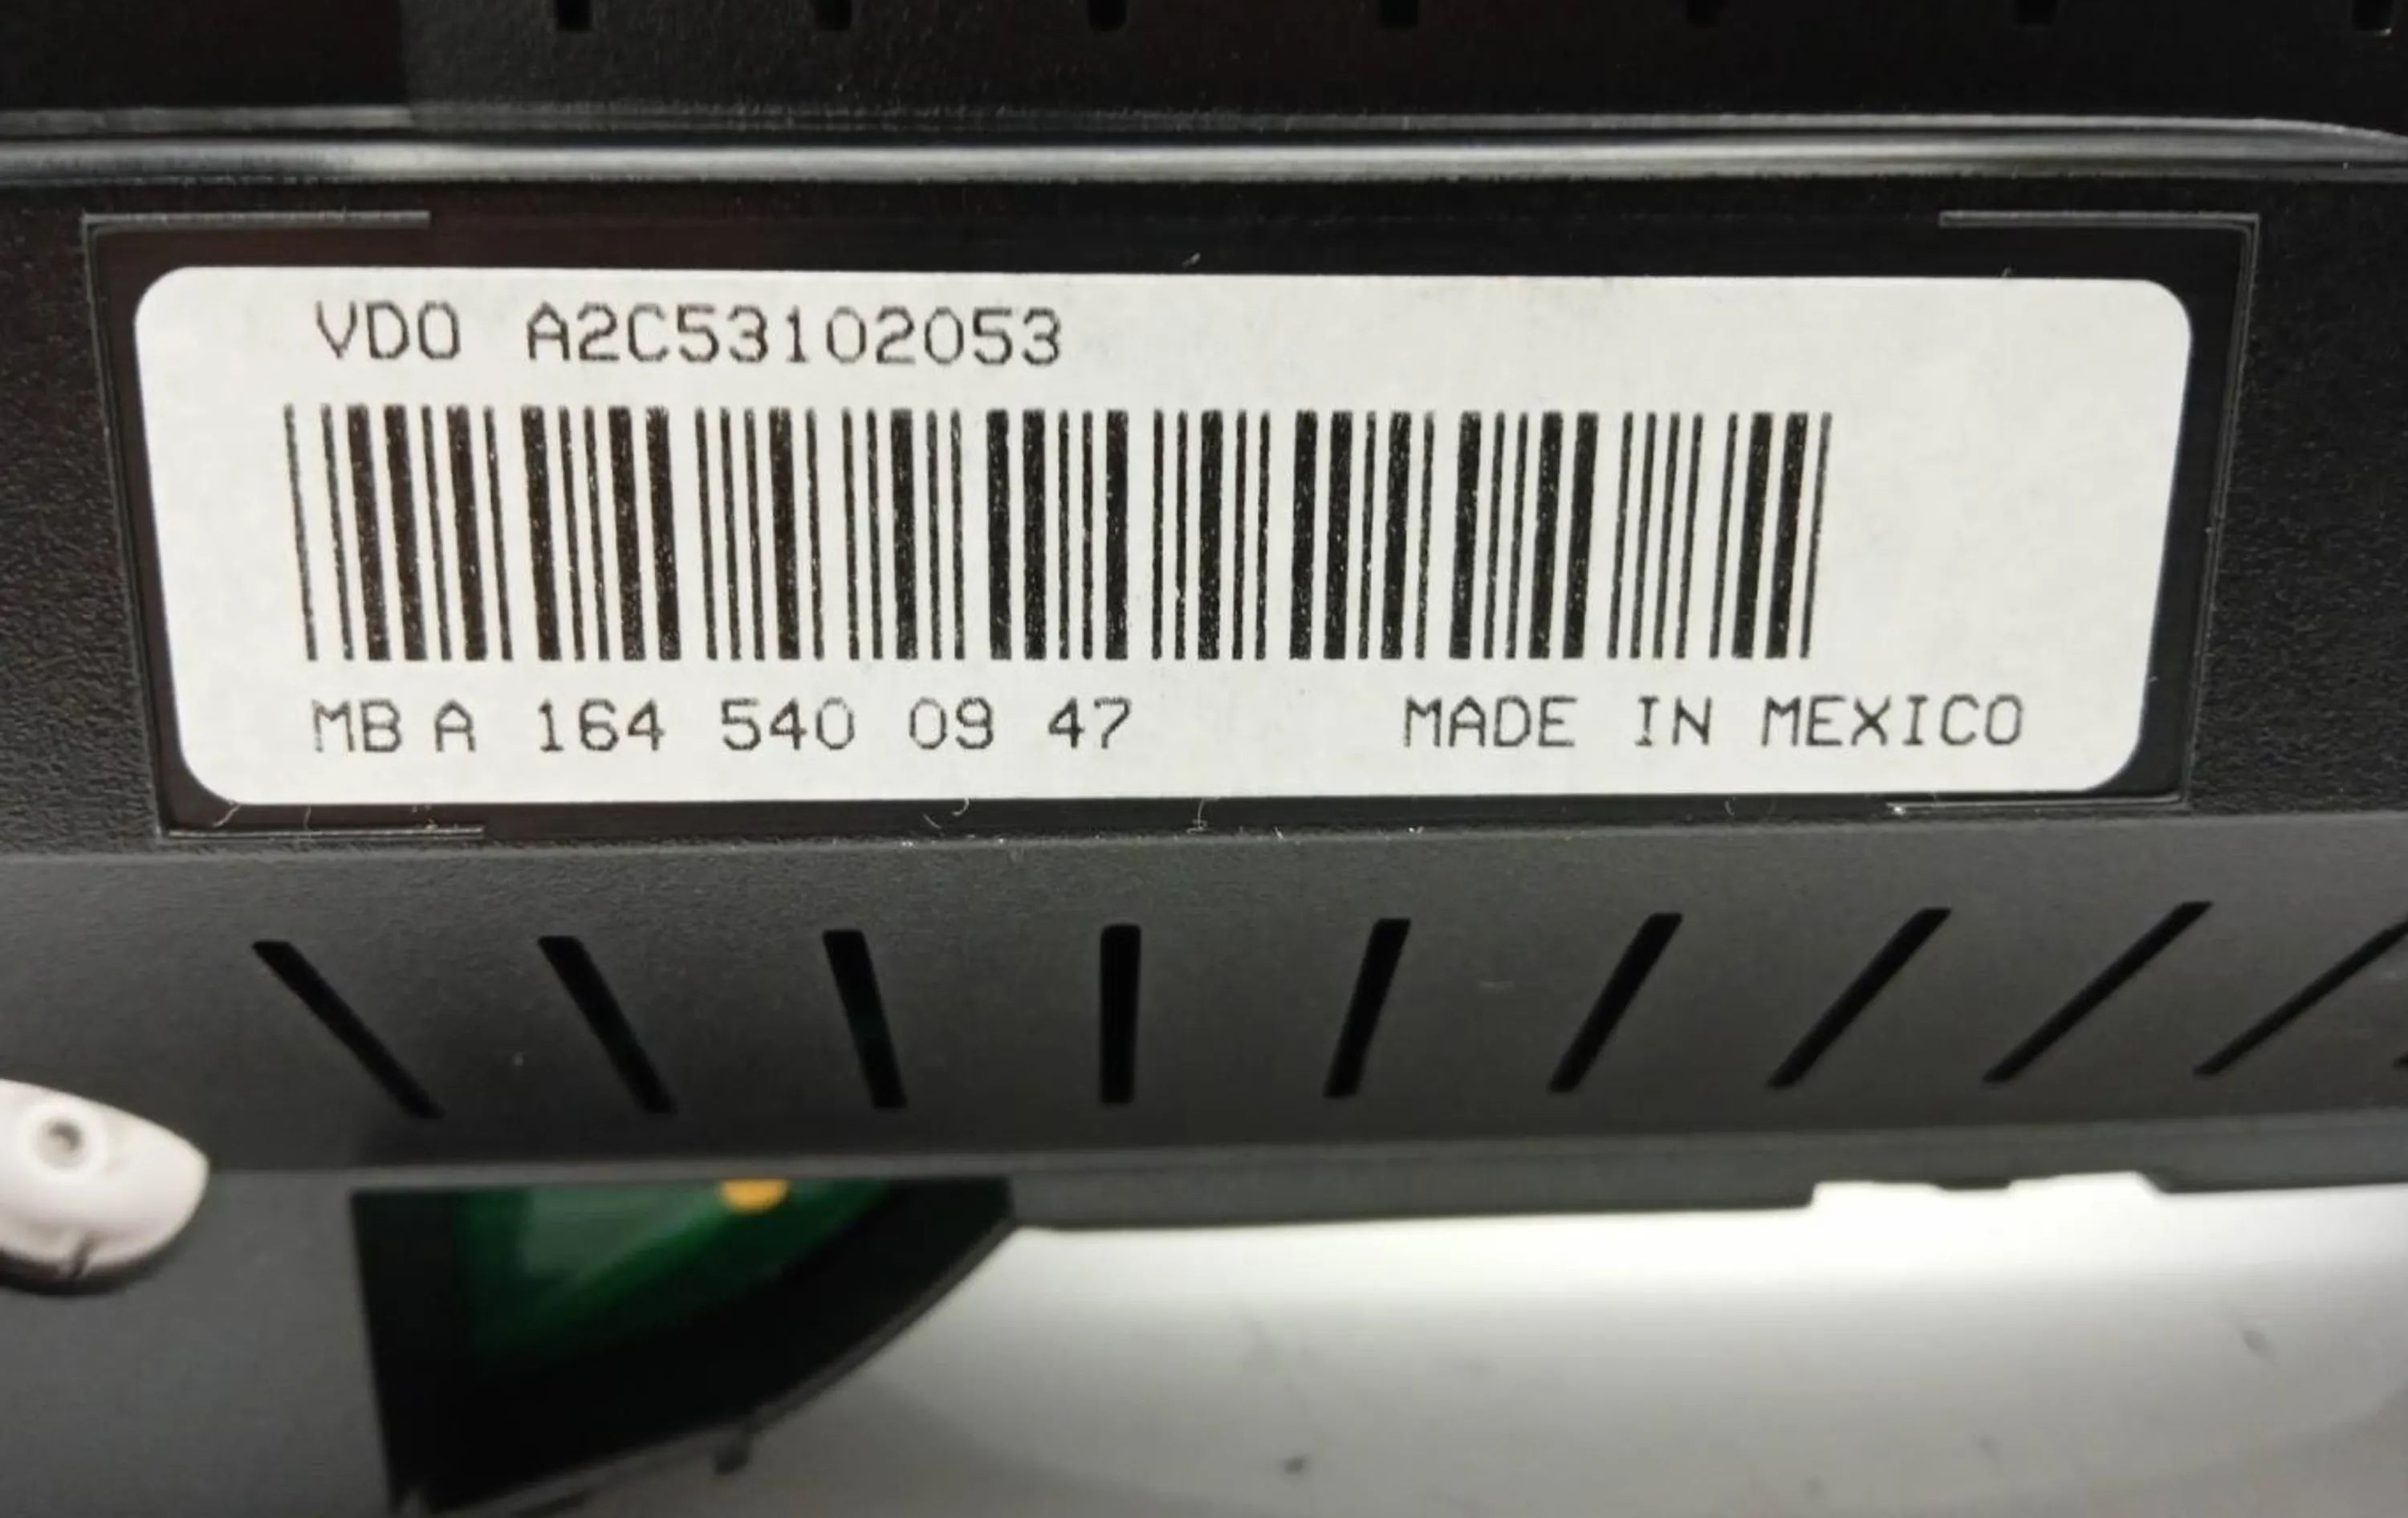 VDO A2C53102053
MB A 164 540 09 47 MADE IN MEXICO